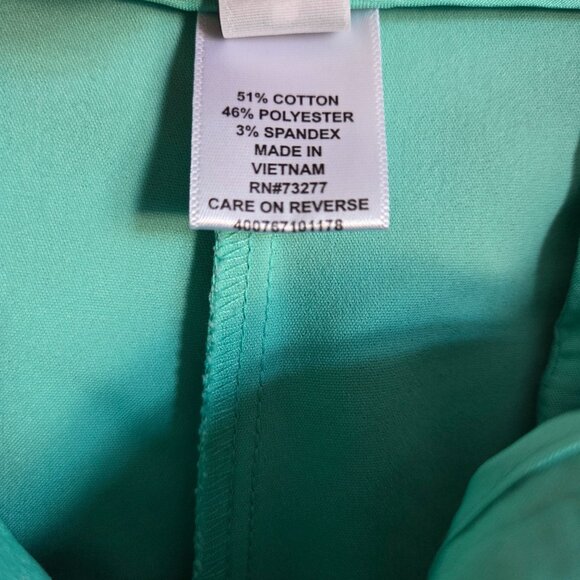 51% COTTON
46% POLYESTER
3% SPANDEX
MADE IN
VIETNAM
RN#73277
CARE ON REVERSE
400767101178